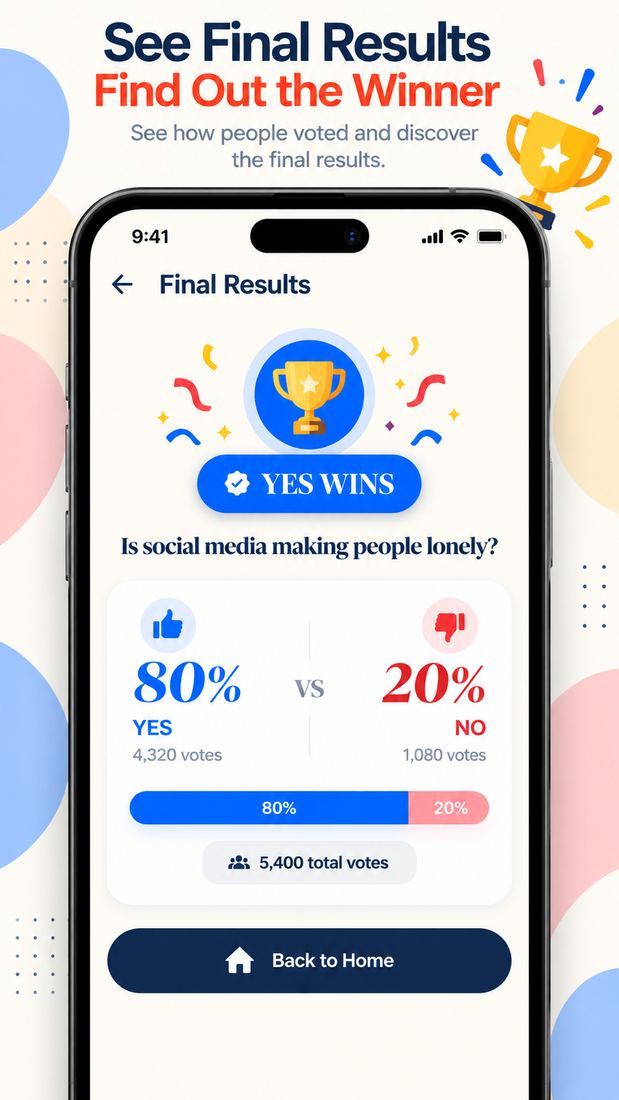 See Final Results
Find Out the Winner
See how people voted and discover
the final results.
9:41
Final Results
YES WINS
Is social media making people lonely?
80% VS 20%
YES NO
4,320 votes 1,080 votes
80% 20%
5,400 total votes
Back to Home